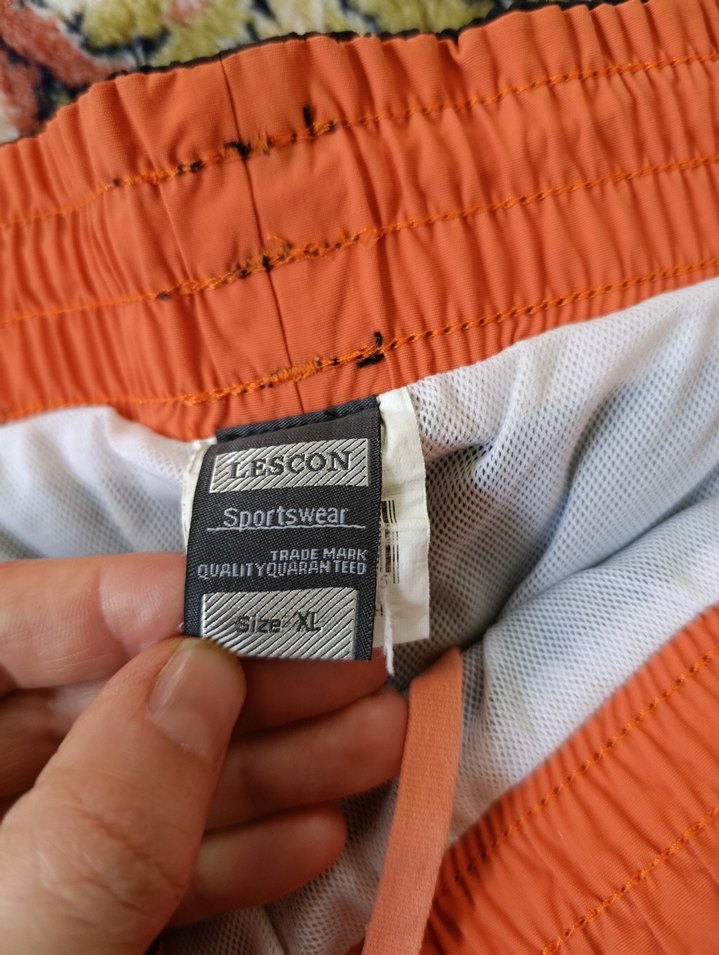 LESCON
Sportswear
TRADE MARK
QUALITYQUARANTEED
Size XL